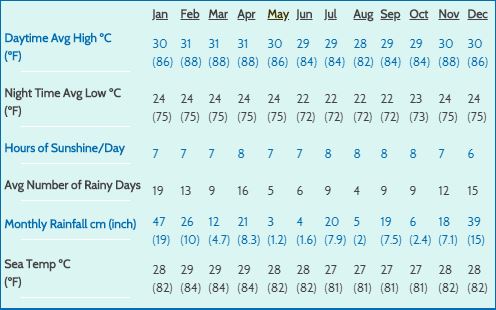 Jan Feb Mar Apr May Jun Jul Aug Sep Oct Nov Dec
Daytime Avg High °C 30 31 31 31 30 29 29 28 29 29 30 30
(°F) (86) (88) (88) (88) (86) (84) (84) (82) (84) (84) (88) (86)
Night Time Avg Low °C 24 24 24 24 24 22 22 22 22 23 24 24
(°F) (75) (75) (75) (75) (75) (72) (72) (72) (72) (73) (75) (75)
Hours of Sunshine/Day 7 7 7 8 7 7 8 8 8 8 7 6
Avg Number of Rainy Days 19 13 9 16 5 6 9 4 9 9 12 15
Monthly Rainfall cm (inch) 47 26 12 21 3 4 20 5 19 6 18 39
(19) (10) (4.7) (8.3) (1.2) (1.6) (7.9) (2) (7.5) (2.4) (7.1) (15)
Sea Temp °C 28 29 29 29 28 28 27 27 27 27 28 28
(°F) (82) (84) (84) (84) (82) (82) (81) (81) (81) (81) (82) (82)